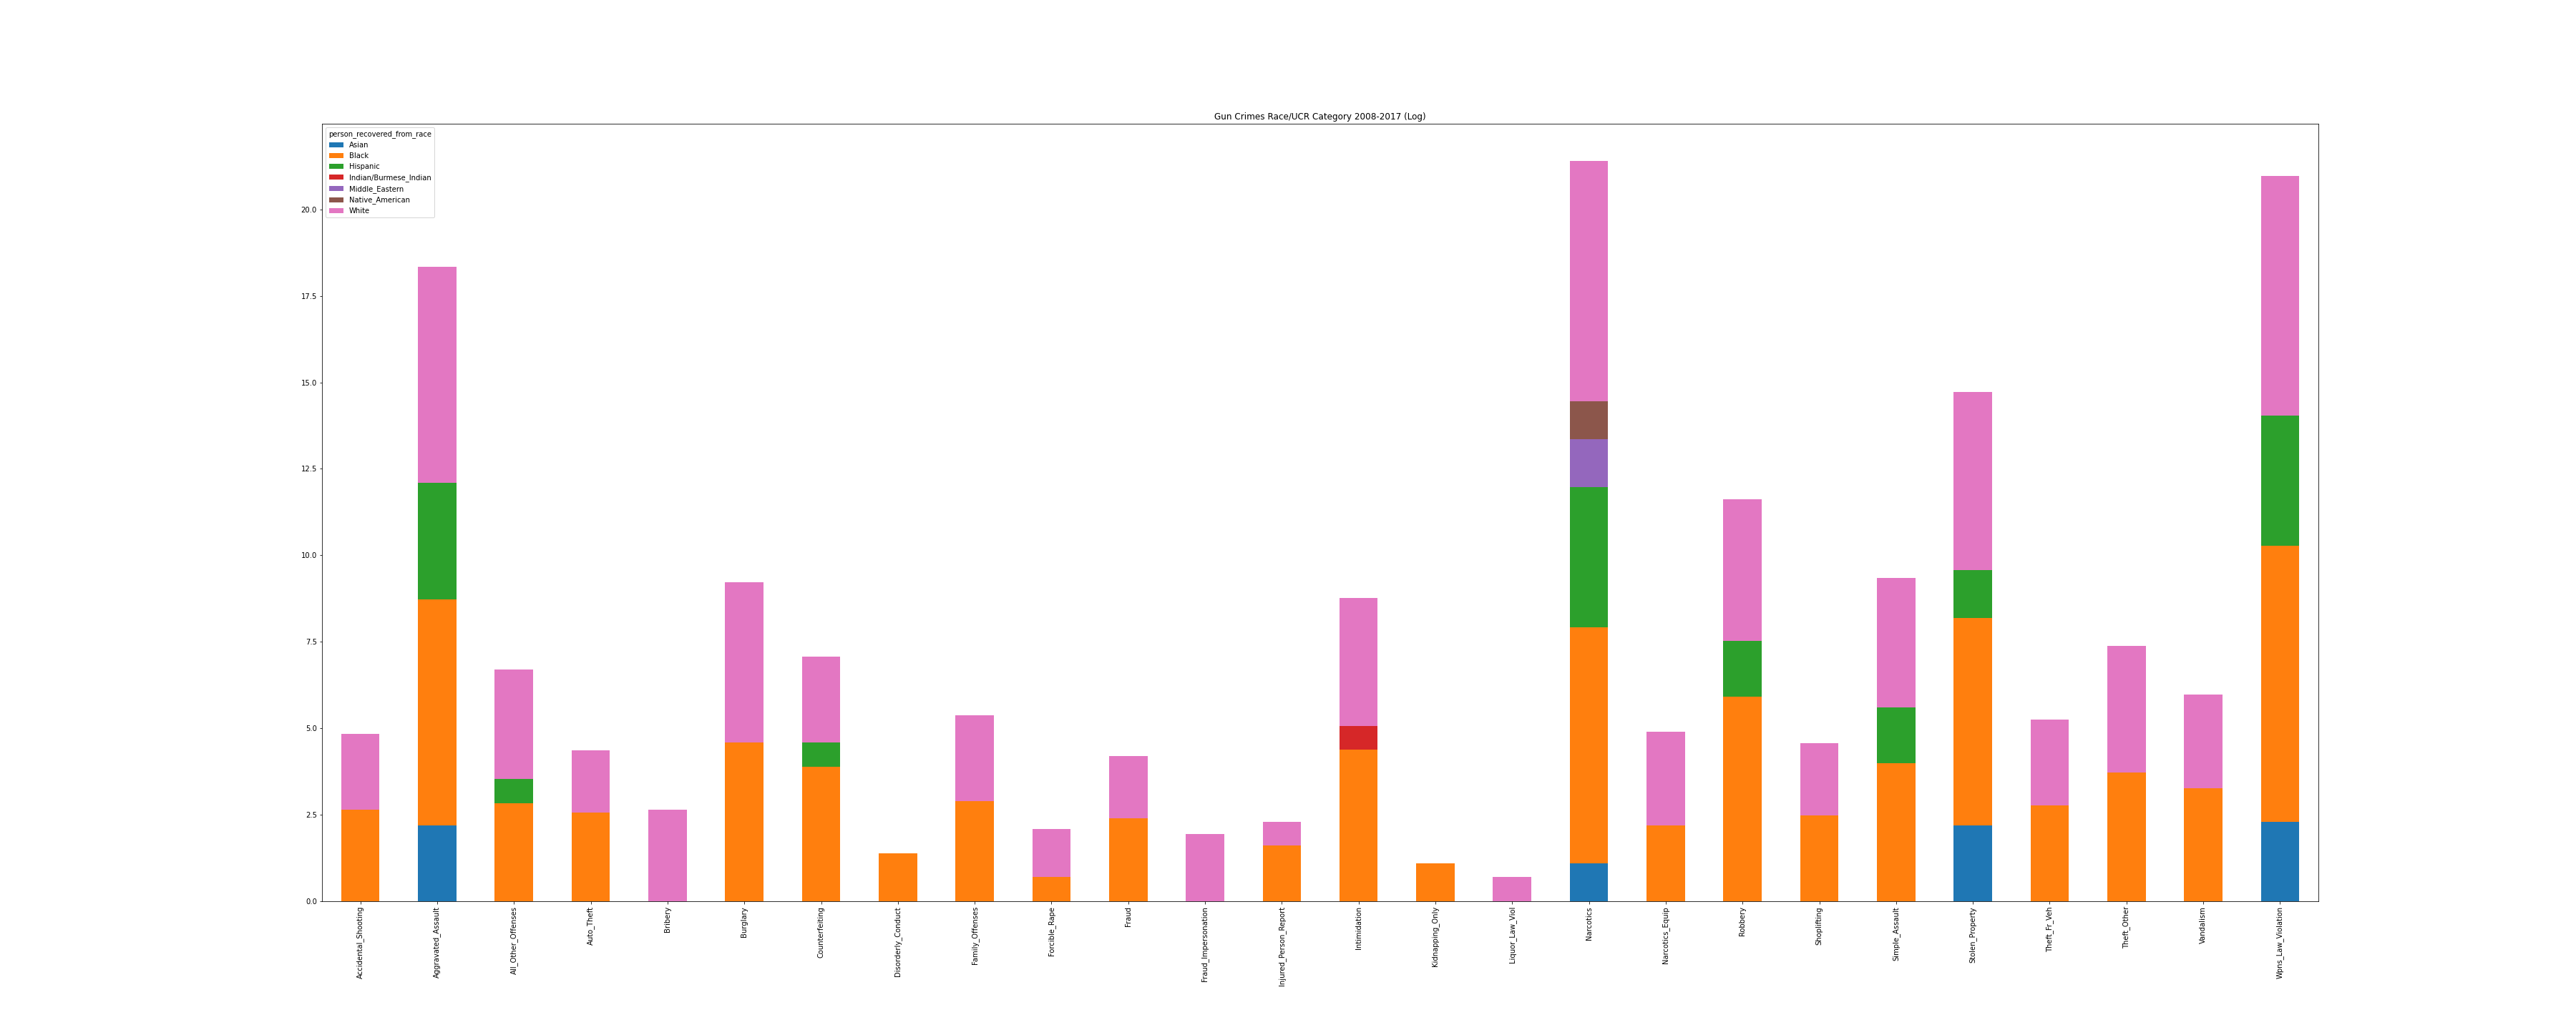 Gun Crimes Race/UCR Category 2008-2017 (Log)
person_recovered_from_race
Asian
Black
Hispanic
Indian/Burmese_Indian
Middle_Eastern
Native_American
White
20.0
17.5
15.0
12.5
10.0
7.5
5.0
2.5
0.0
Accidental_Shooting
Aggravated_Assault
All_Other_Offenses
Auto_Theft
Bribery
Burglary
Counterfeiting
Disorderly_Conduct
Family_Offenses
Forcible_Rape
Fraud
Fraud_Impersonation
Injured_Person_Report
Intimidation
Kidnapping_Only
Liquor_Law_Viol
Narcotics
Narcotics_Equip
Robbery
Shoplifting
Simple_Assault
Stolen_Property
Theft_Fr_Veh
Theft_Other
Vandalism
Wpns_Law_Violation